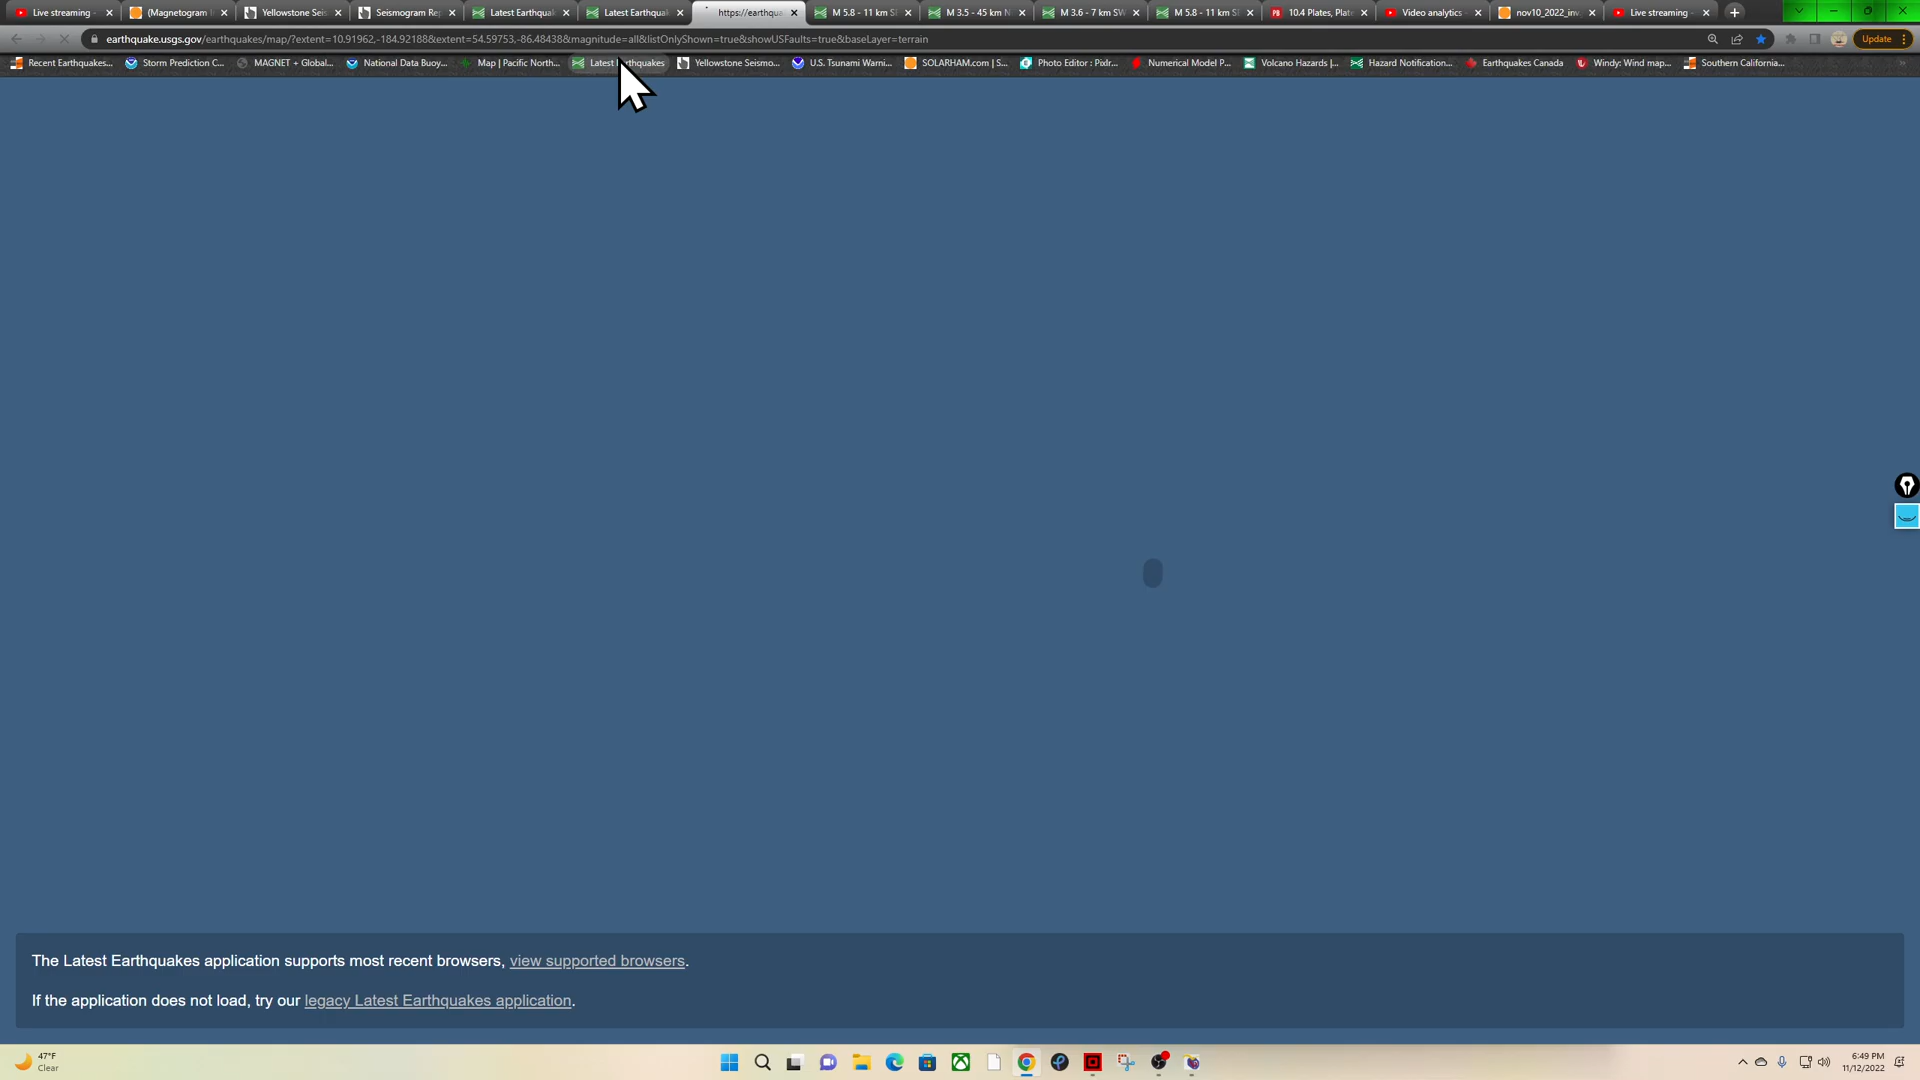 Live streaming -
(Magnetogram I
Yellowstone Seis
Seismogram Rep
Latest Earthquak
Latest Earthquak
https://earthqua
M 5.8 - 11 km S
M 3.5 - 45 km N
M 3.6 - 7 km SW
M 5.8 - 11 km SE
10.4 Plates, Plate
Video analytics -
nov10_2022_inv
Live streaming -
earthquake.usgs.gov/earthquakes/map/?extent=10.91962,-184.92188&extent=54.59753,-86.48438&magnitude=all&listOnlyShown=true&showUSFaults=true&baseLayer=terrain
Update
Recent Earthquakes...
Storm Prediction C...
MAGNET + Global...
National Data Buoy...
Map | Pacific North...
Latest
Yellowstone Seismo...
U.S. Tsunami Warni...
SOLARHAM.com | S...
Photo Editor : Pixlr...
Numerical Model P...
Volcano Hazards |...
Hazard Notification...
Earthquakes Canada
Windy: Wind map...
Southern California...
The Latest Earthquakes application supports most recent browsers, view supported browsers.
If the application does not load, try our legacy Latest Earthquakes application.
47°F
Clear
6:49 PM
11/12/2022